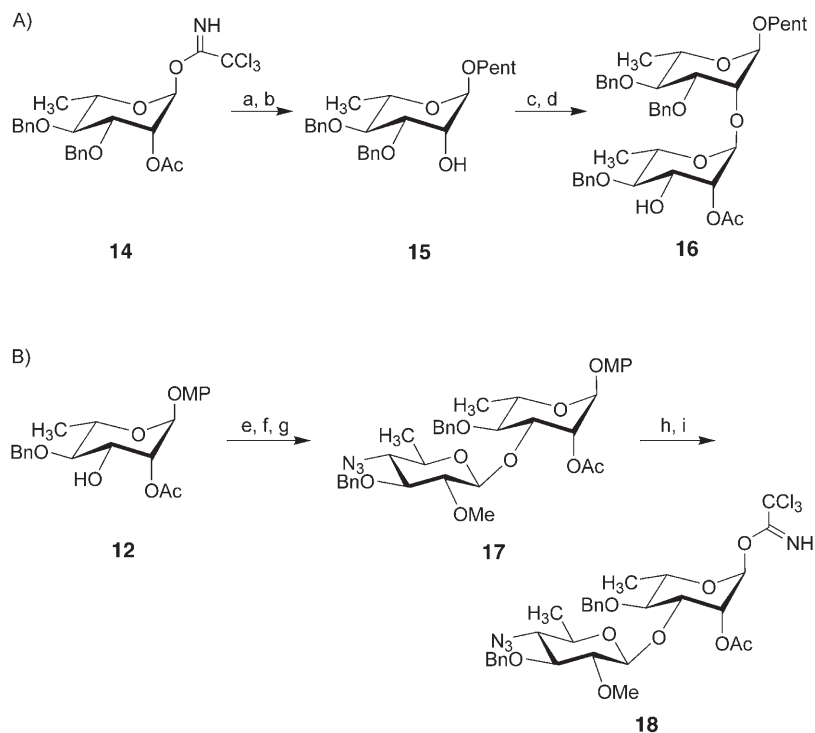 A)
NH
O
CCl3
H3C
O
BnO
BnO
OAc
14
a, b
OPent
H3C
O
BnO
BnO
OH
15
c, d
OPent
H3C
O
BnO
BnO
O
H3C
O
BnO
HO
OAc
16
B)
OMP
H3C
O
BnO
HO
OAc
12
e, f, g
OMP
H3C
O
BnO
H3C
O
O
OAc
N3
BnO
OMe
17
h, i
CCl3
O
NH
H3C
O
BnO
H3C
O
O
OAc
N3
BnO
OMe
18